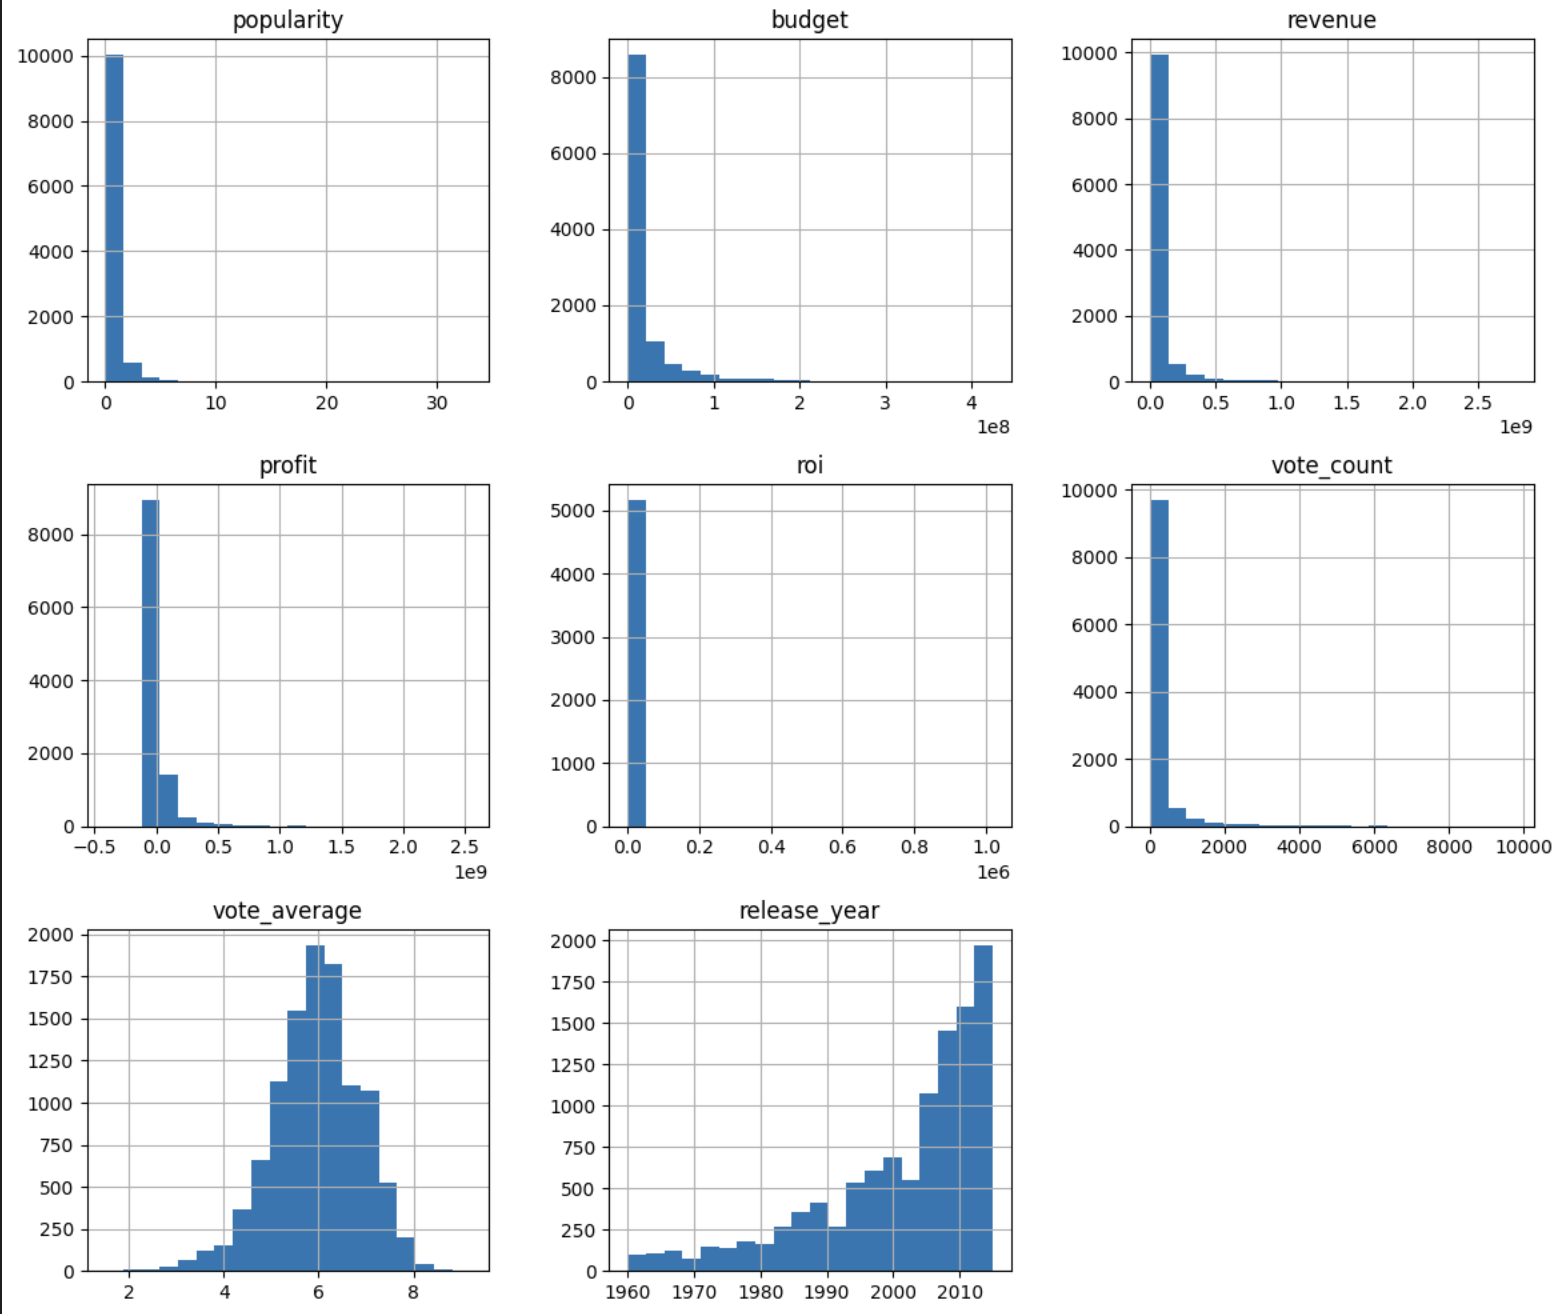 popularity
10000
8000
6000
4000
2000
0
0 10 20 30
budget
8000
6000
4000
2000
0
0 1 2 3 4
1e8
revenue
10000
8000
6000
4000
2000
0
0.0 0.5 1.0 1.5 2.0 2.5
1e9
profit
8000
6000
4000
2000
0
−0.5 0.0 0.5 1.0 1.5 2.0 2.5
1e9
roi
5000
4000
3000
2000
1000
0
0.0 0.2 0.4 0.6 0.8 1.0
1e6
vote_count
10000
8000
6000
4000
2000
0
0 2000 4000 6000 8000 10000
vote_average
2000
1750
1500
1250
1000
750
500
250
0
2 4 6 8
release_year
2000
1750
1500
1250
1000
750
500
250
0
1960 1970 1980 1990 2000 2010